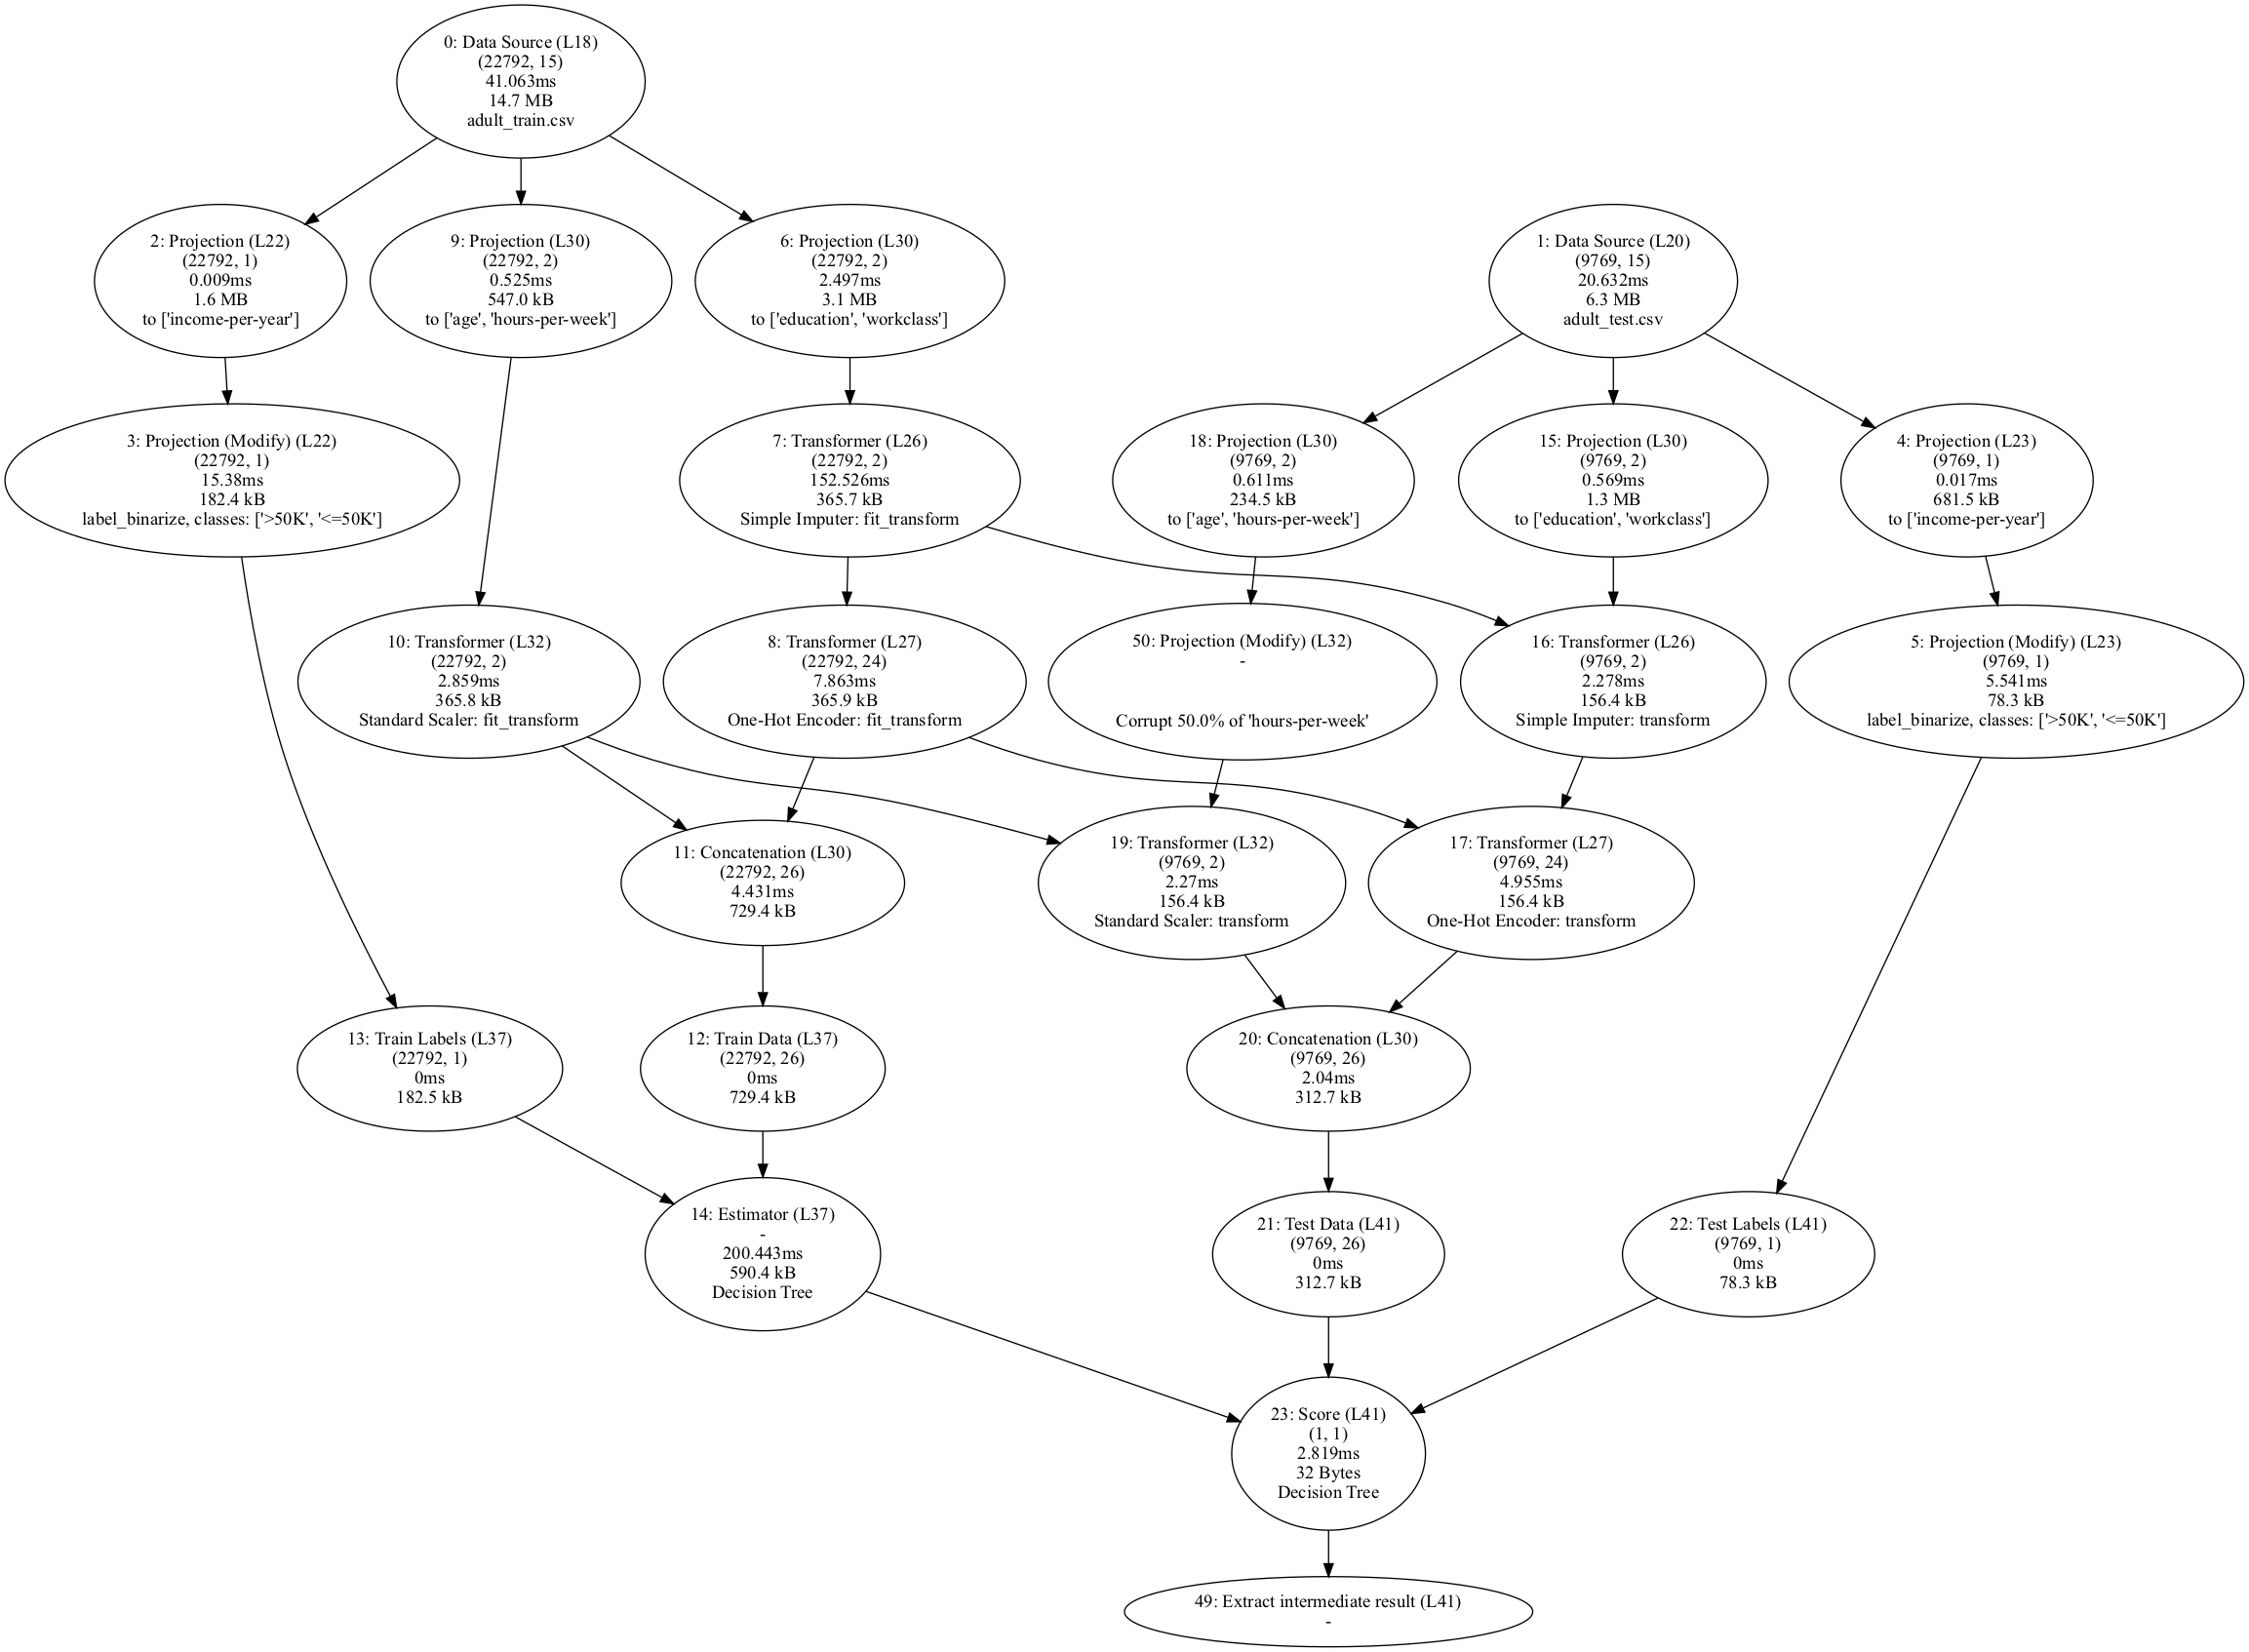 0: Data Source (L18)
(22792, 15)
41.063ms
14.7 MB
adult_train.csv
2: Projection (L22)
(22792, 1)
0.009ms
1.6 MB
to ['income-per-year']
9: Projection (L30)
(22792, 2)
0.525ms
547.0 kB
to ['age', 'hours-per-week']
6: Projection (L30)
(22792, 2)
2.497ms
3.1 MB
to ['education', 'workclass']
1: Data Source (L20)
(9769, 15)
20.632ms
6.3 MB
adult_test.csv
3: Projection (Modify) (L22)
(22792, 1)
15.38ms
182.4 kB
label_binarize, classes: ['>50K', '<=50K']
7: Transformer (L26)
(22792, 2)
152.526ms
365.7 kB
Simple Imputer: fit_transform
18: Projection (L30)
(9769, 2)
0.611ms
234.5 kB
to ['age', 'hours-per-week']
15: Projection (L30)
(9769, 2)
0.569ms
1.3 MB
to ['education', 'workclass']
4: Projection (L23)
(9769, 1)
0.017ms
681.5 kB
to ['income-per-year']
10: Transformer (L32)
(22792, 2)
2.859ms
365.8 kB
Standard Scaler: fit_transform
8: Transformer (L27)
(22792, 24)
7.863ms
365.9 kB
One-Hot Encoder: fit_transform
50: Projection (Modify) (L32)
-
Corrupt 50.0% of 'hours-per-week'
16: Transformer (L26)
(9769, 2)
2.278ms
156.4 kB
Simple Imputer: transform
5: Projection (Modify) (L23)
(9769, 1)
5.541ms
78.3 kB
label_binarize, classes: ['>50K', '<=50K']
11: Concatenation (L30)
(22792, 26)
4.431ms
729.4 kB
19: Transformer (L32)
(9769, 2)
2.27ms
156.4 kB
Standard Scaler: transform
17: Transformer (L27)
(9769, 24)
4.955ms
156.4 kB
One-Hot Encoder: transform
13: Train Labels (L37)
(22792, 1)
0ms
182.5 kB
12: Train Data (L37)
(22792, 26)
0ms
729.4 kB
20: Concatenation (L30)
(9769, 26)
2.04ms
312.7 kB
14: Estimator (L37)
-
200.443ms
590.4 kB
Decision Tree
21: Test Data (L41)
(9769, 26)
0ms
312.7 kB
22: Test Labels (L41)
(9769, 1)
0ms
78.3 kB
23: Score (L41)
(1, 1)
2.819ms
32 Bytes
Decision Tree
49: Extract intermediate result (L41)
-